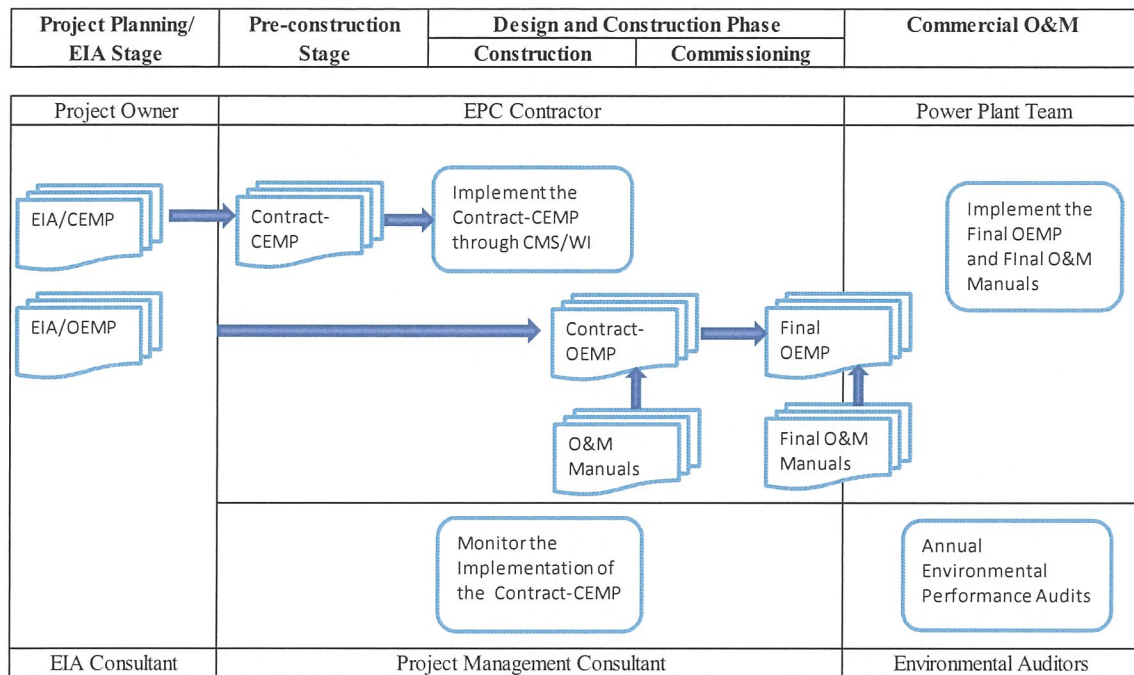 Project Planning/
EIA Stage
Pre-construction
Stage
Design and Construction Phase
Construction
Commissioning
Commercial O&M
Project Owner
EPC Contractor
Power Plant Team
EIA/CEMP
Contract-
CEMP
Implement the
Contract-CEMP
through CMS/WI
Implement the
Final OEMP
and FInal O&M
Manuals
EIA/OEMP
Contract-
OEMP
Final
OEMP
O&M
Manuals
Final O&M
Manuals
Monitor the
Implementation of
the Contract-CEMP
Annual
Environmental
Performance Audits
EIA Consultant
Project Management Consultant
Environmental Auditors